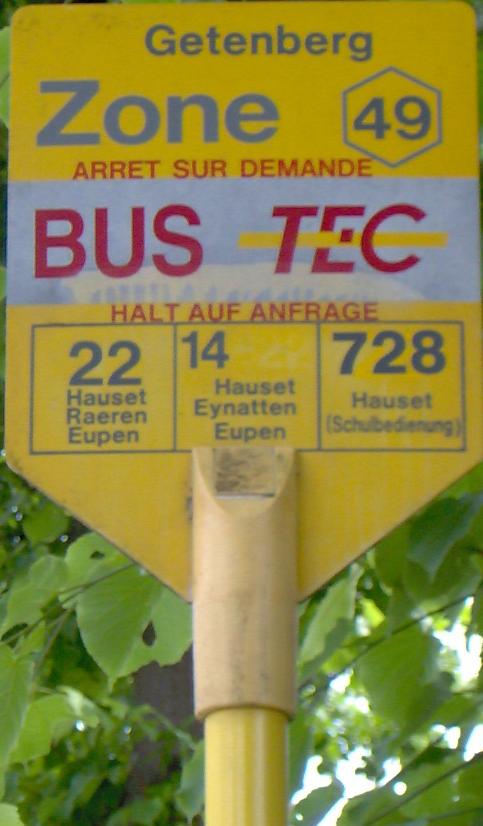 Getenberg
Zone 49
ARRET SUR DEMANDE
BUS TEC
HALT AUF ANFRAGE
22
Hauset
Raeren
Eupen
14
Hauset
Eynatten
Eupen
728
Hauset
(Schulbedienung)